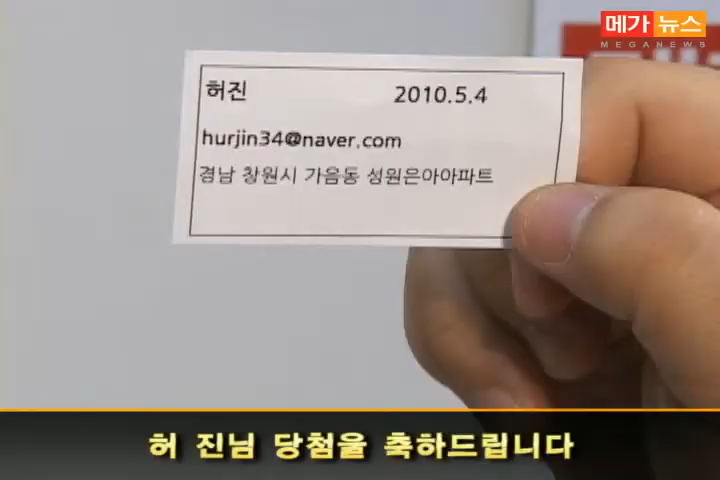 메가 뉴스
MEGANEWS
허진 2010.5.4
hurjin34@naver.com
경남 창원시 가음동 성원은아아파트
허 진님 당첨울 축하드립니다